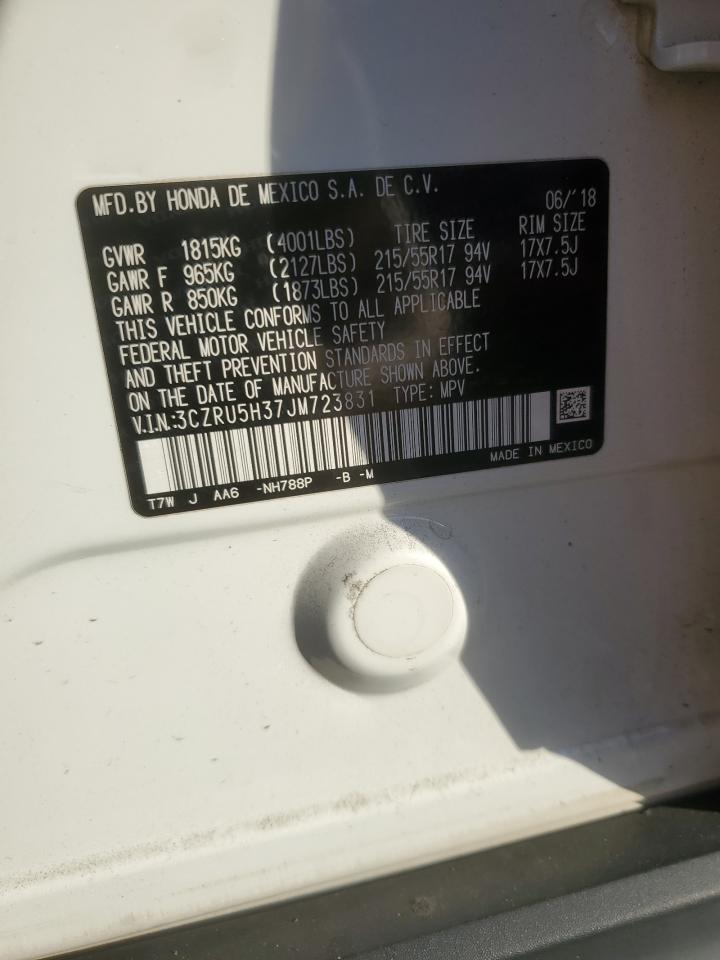 MFD.BY HONDA DE MEXICO S.A. DE C.V. 06/'18
TIRE SIZE RIM SIZE
GVWR 1815KG (4001LBS)
GAWR F 965KG (2127LBS) 215/55R17 94V 17X7.5J
GAWR R 850KG (1873LBS) 215/55R17 94V 17X7.5J
THIS VEHICLE CONFORMS TO ALL APPLICABLE
FEDERAL MOTOR VEHICLE SAFETY
AND THEFT PREVENTION STANDARDS IN EFFECT
ON THE DATE OF MANUFACTURE SHOWN ABOVE.
V.I.N:3CZRU5H37JM723831 TYPE: MPV
MADE IN MEXICO
T7W J AA6 -NH788P -B -M